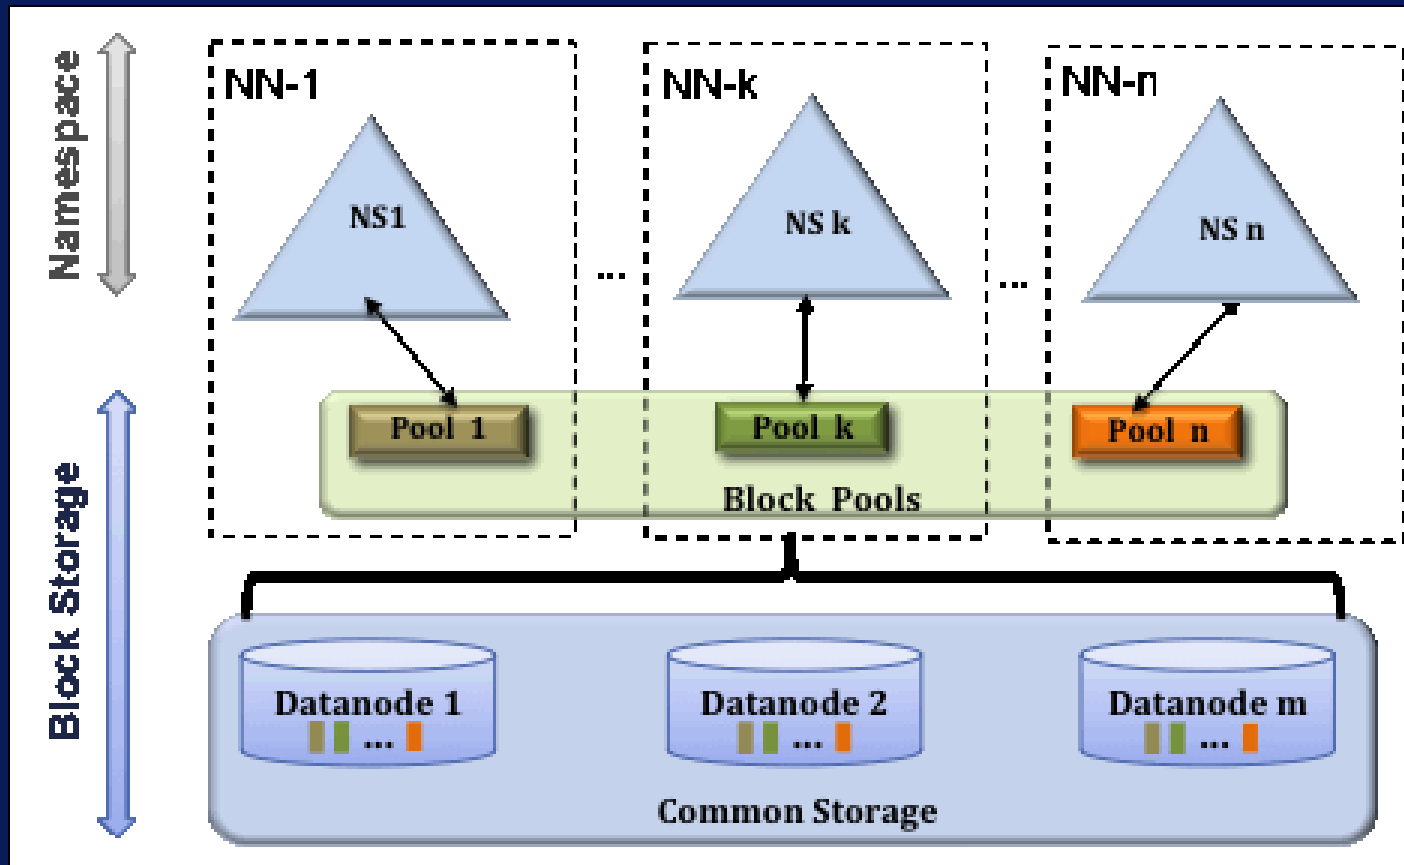 Namespace
NN-1
NN-k
NN-n
NS1
NS k
NS n
...
...
Block Storage
Pool 1
Pool k
Pool n
Block Pools
Datanode 1
...
Datanode 2
...
Datanode m
...
Common Storage